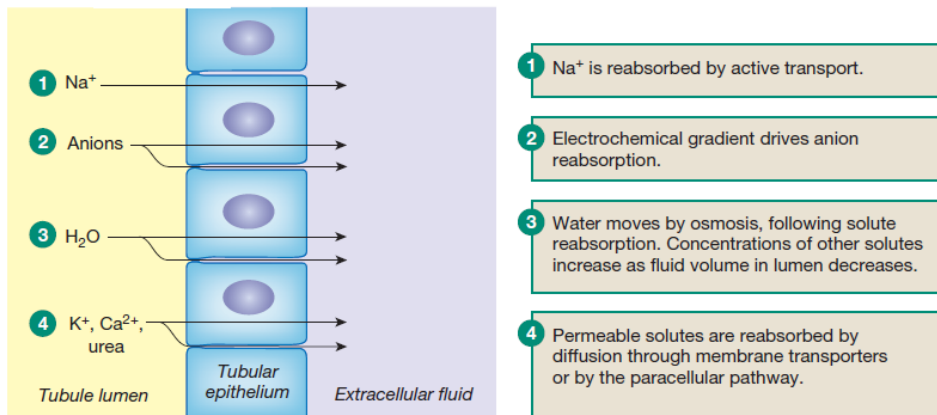 1 Na⁺
2 Anions
3 H₂O
4 K⁺, Ca²⁺,
urea
Tubule lumen
Tubular
epithelium
Extracellular fluid
1 Na⁺ is reabsorbed by active transport.
2 Electrochemical gradient drives anion
reabsorption.
3 Water moves by osmosis, following solute
reabsorption. Concentrations of other solutes
increase as fluid volume in lumen decreases.
4 Permeable solutes are reabsorbed by
diffusion through membrane transporters
or by the paracellular pathway.